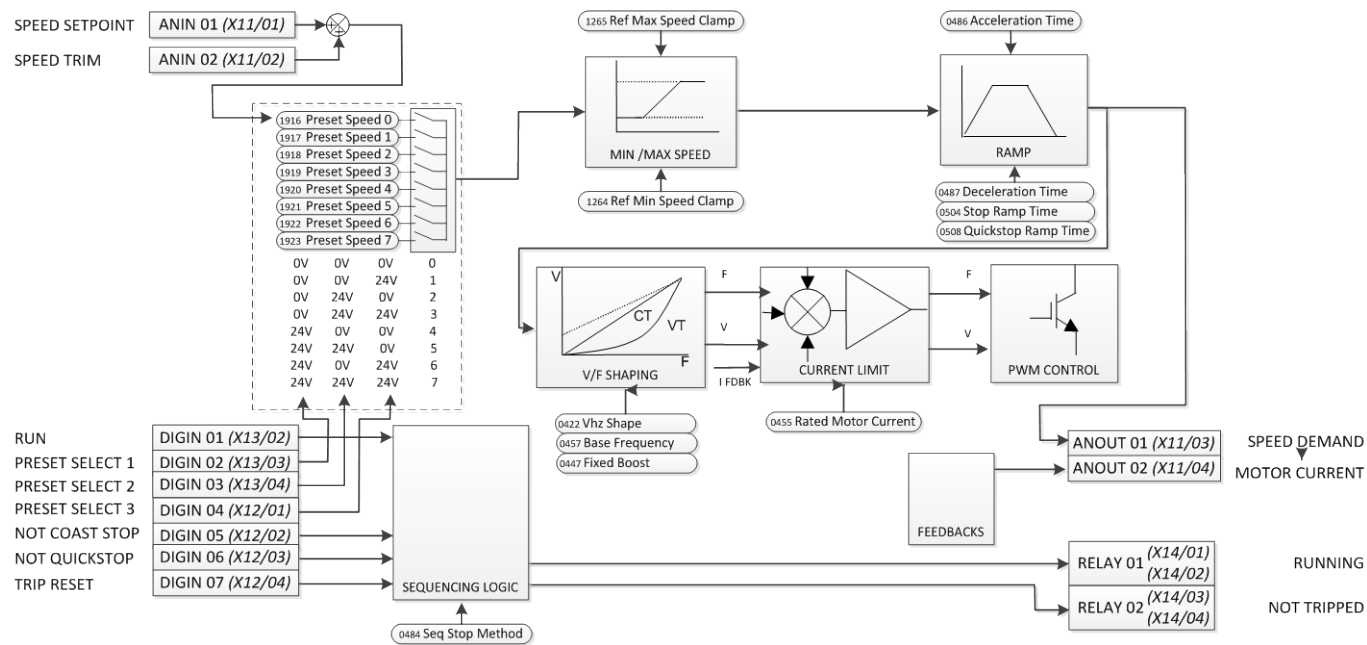 SPEED SETPOINT
ANIN 01 (X11/01)
SPEED TRIM
ANIN 02 (X11/02)
1265 Ref Max Speed Clamp
MIN /MAX SPEED
1264 Ref Min Speed Clamp
0486 Acceleration Time
RAMP
0487 Deceleration Time
0504 Stop Ramp Time
0508 Quickstop Ramp Time
1916 Preset Speed 0
1917 Preset Speed 1
1918 Preset Speed 2
1919 Preset Speed 3
1920 Preset Speed 4
1921 Preset Speed 5
1922 Preset Speed 6
1923 Preset Speed 7
0V 0V 0V 0
0V 0V 24V 1
0V 24V 0V 2
0V 24V 24V 3
24V 0V 0V 4
24V 24V 0V 5
24V 0V 24V 6
24V 24V 24V 7
V
CT
VT
F
V/F SHAPING
0422 Vhz Shape
0457 Base Frequency
0447 Fixed Boost
F
V
I FDBK
CURRENT LIMIT
0455 Rated Motor Current
F
V
PWM CONTROL
RUN
DIGIN 01 (X13/02)
PRESET SELECT 1
DIGIN 02 (X13/03)
PRESET SELECT 2
DIGIN 03 (X13/04)
PRESET SELECT 3
DIGIN 04 (X12/01)
NOT COAST STOP
DIGIN 05 (X12/02)
NOT QUICKSTOP
DIGIN 06 (X12/03)
TRIP RESET
DIGIN 07 (X12/04)
SEQUENCING LOGIC
0484 Seq Stop Method
FEEDBACKS
ANOUT 01 (X11/03)
SPEED DEMAND
ANOUT 02 (X11/04)
MOTOR CURRENT
RELAY 01 (X14/01)
(X14/02)
RUNNING
RELAY 02 (X14/03)
(X14/04)
NOT TRIPPED